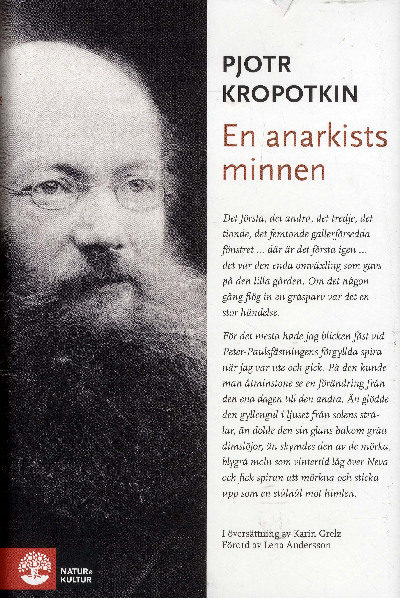 PJOTR
KROPOTKIN
En anarkists
minnen
Det första, det andra, det tredje, det
tionde, det femtonde gallerförsedda
fönstret ... där är det första igen ...
det var den enda omväxling som gavs
på den lilla gården. Om det någon
gång flög in en gråsparv var det en
stor händelse.
För det mesta hade jag blicken fäst vid
Peter-Paulsfästningens förgyllda spira
när jag var ute och gick. På den kunde
man åtminstone se en förändring från
den ena dagen till den andra. Än glödde
den gyllengul i ljuset från solens strå-
lar, än dolde den sin glans bakom grå
dimslöjor, än skymdes den av de mörka,
blygrå moln som vintertid låg över Neva
och fick spiran att mörkna och sticka
upp som en stålnål mot himlen.
I översättning av Karin Grelz
Förord av Lena Andersson
NATUR &
KULTUR